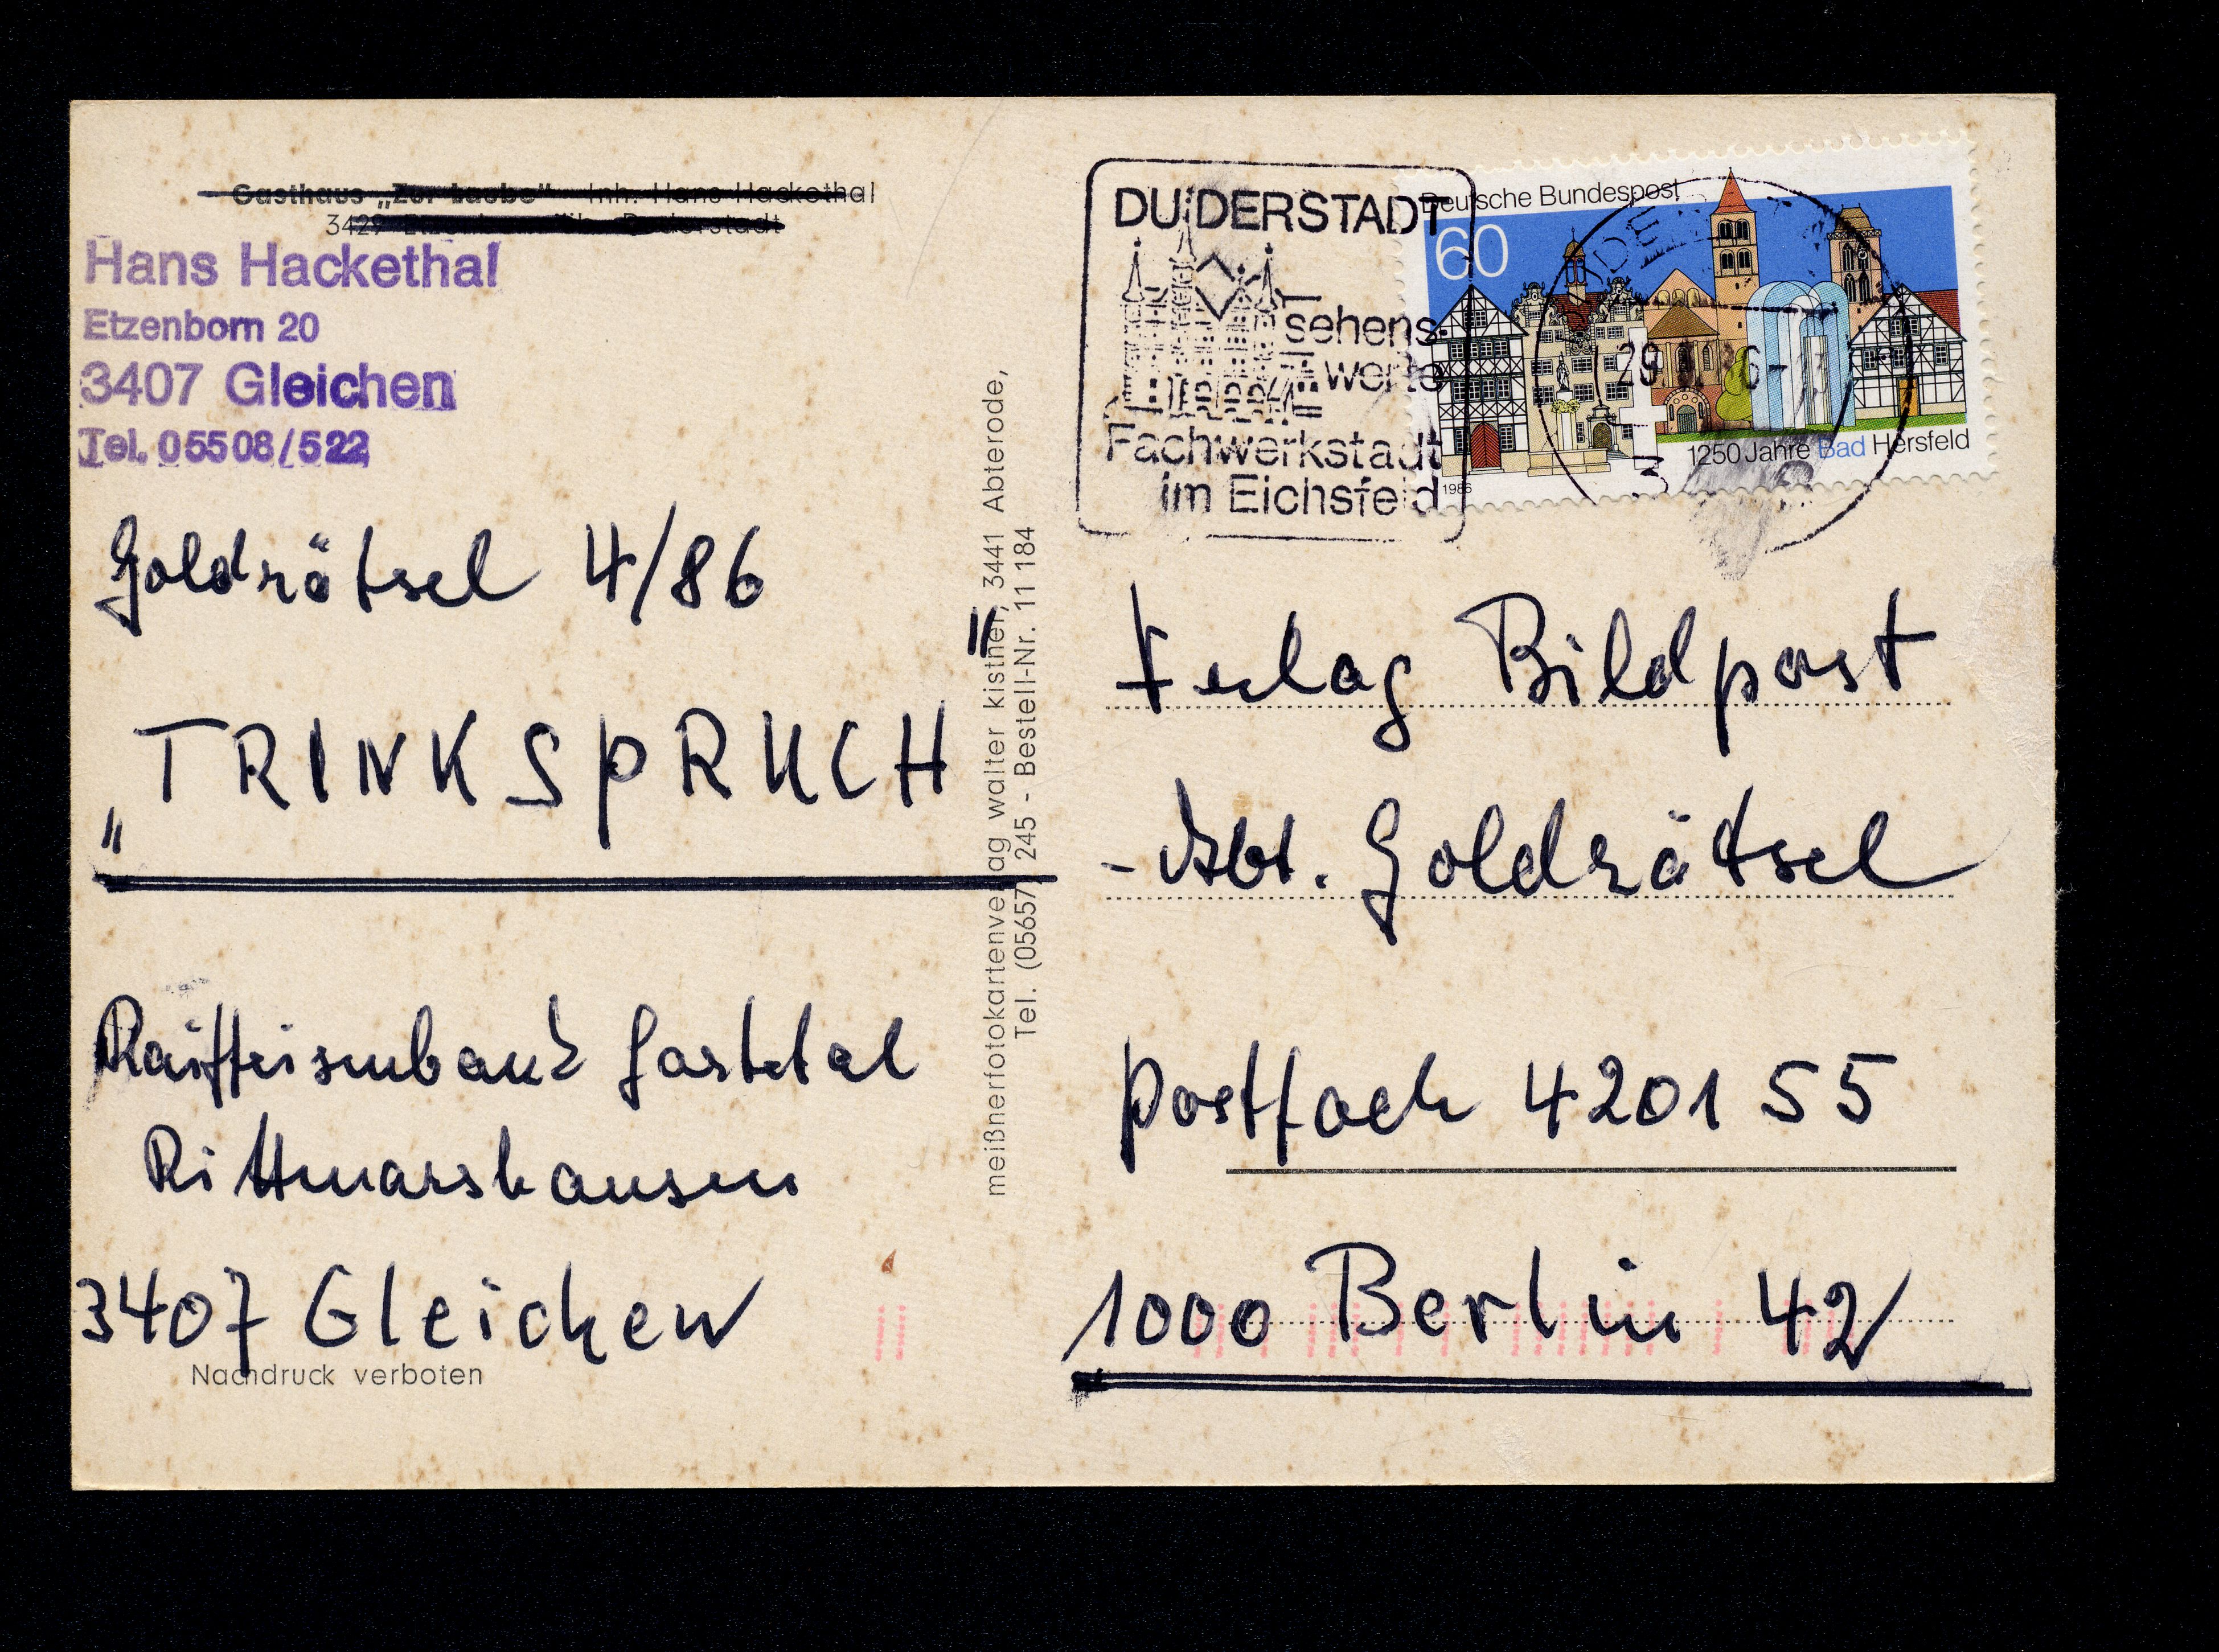 Gasthaus „Zur Laube" Inh. Hans Hackethal
3429 Etzenborn Duderstadt
Hans Hackethal
Etzenborn 20
3407 Gleichen
Tel. 05508/522
Goldrätsel 4/86
„TRINKSPRUCH"
Raiffeisenbank Gartetal
Rittmarshausen
3407 Gleichen
Nachdruck verboten
meißnerfotokartenverlag walter kistner, 3441 Abterode,
Tel. (05657) 245 - Bestell-Nr. 11 184
DUDERSTADT
sehens-
werte
Fachwerkstadt
im Eichsfeld
Deutsche Bundespost
60
1250 Jahre Bad Hersfeld
1986
Verlag Bildpost
- Abt. Goldrätsel
Postfach 420155
1000 Berlin 42